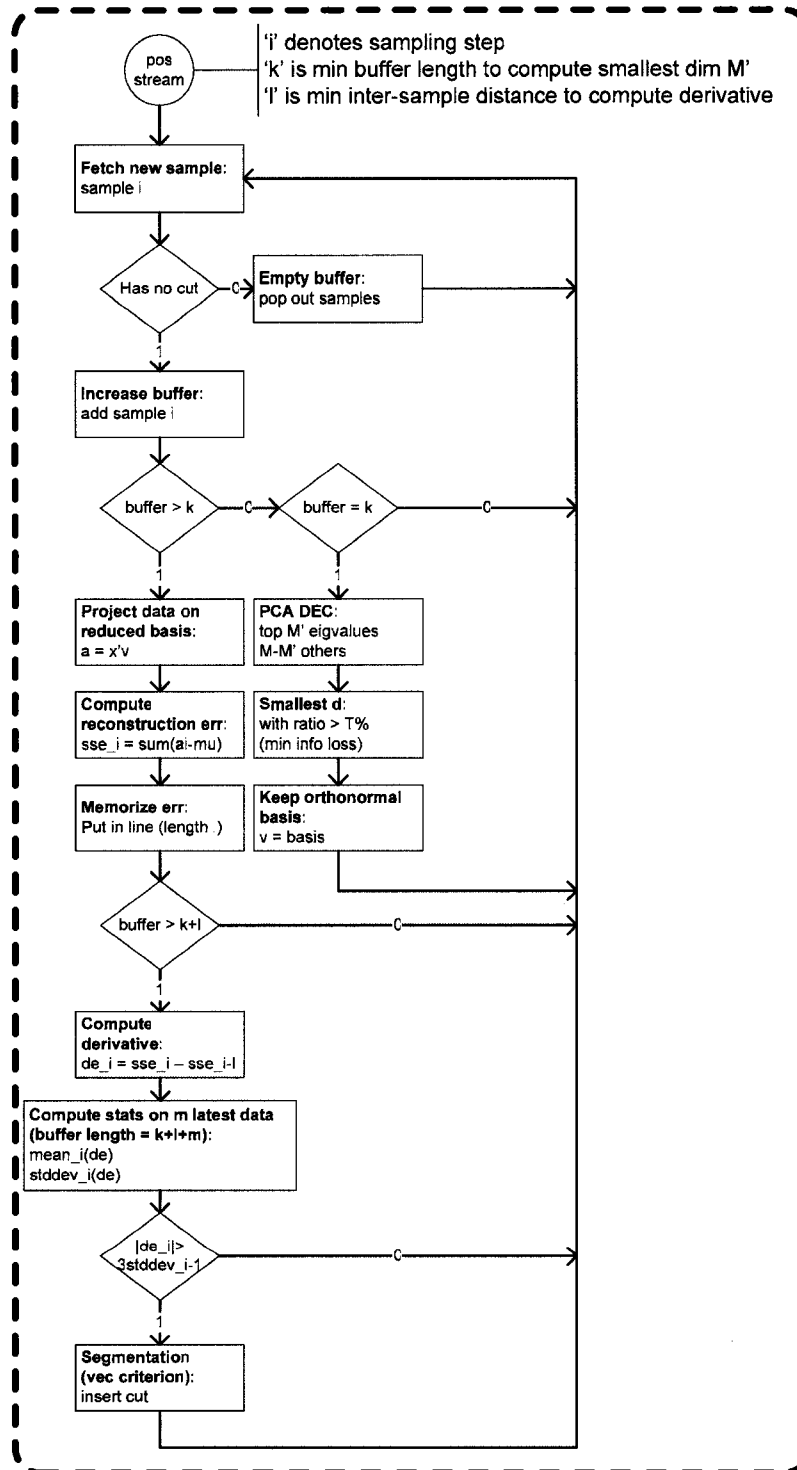 pos
stream
'i' denotes sampling step
'k' is min buffer length to compute smallest dim M'
'l' is min inter-sample distance to compute derivative
Fetch new sample:
sample i
Has no cut
C
Empty buffer:
pop out samples
1
Increase buffer:
add sample i
buffer > k
C
buffer = k
C
1
1
Project data on
reduced basis:
a = x'v
PCA DEC:
top M' eigvalues
M-M' others
Compute
reconstruction err:
sse_i = sum(ai-mu)
Smallest d:
with ratio > T%
(min info loss)
Memorize err:
Put in line (length .)
Keep orthonormal
basis:
v = basis
buffer > k+l
C
1
Compute
derivative:
de_i = sse_i – sse_i-l
Compute stats on m latest data
(buffer length = k+l+m):
mean_i(de)
stddev_i(de)
|de_i|>
3stddev_i-1
C
1
Segmentation
(vec criterion):
insert cut